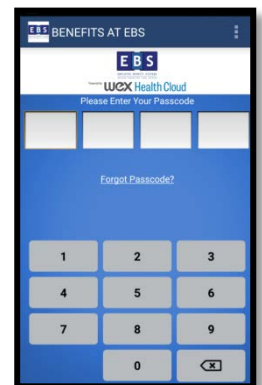 EBS BENEFITS AT EBS
EBS
wex Health Cloud
Please Enter Your Passcode
Forgot Passcode?
1 2 3
4 5 6
7 8 9
0